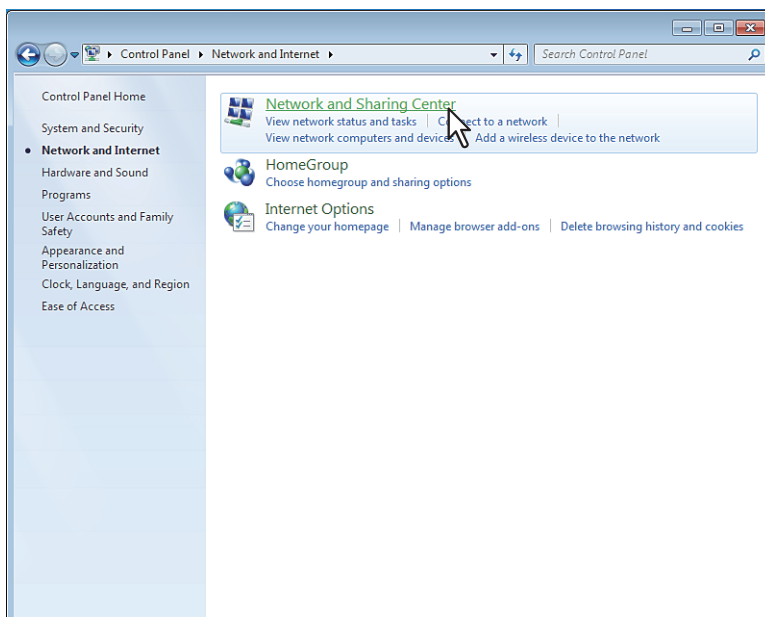 Control Panel Network and Internet Search Control Panel
Control Panel Home
System and Security
Network and Internet
Hardware and Sound
Programs
User Accounts and Family
Safety
Appearance and
Personalization
Clock, Language, and Region
Ease of Access
Network and Sharing Center
View network status and tasks Connect to a network
View network computers and devices Add a wireless device to the network
HomeGroup
Choose homegroup and sharing options
Internet Options
Change your homepage Manage browser add-ons Delete browsing history and cookies